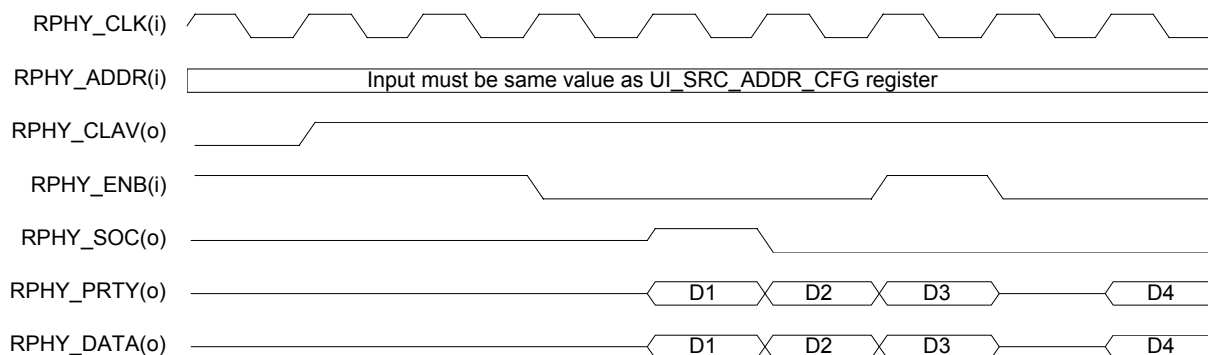 RPHY_CLK(i)
RPHY_ADDR(i)
Input must be same value as UI_SRC_ADDR_CFG register
RPHY_CLAV(o)
RPHY_ENB(i)
RPHY_SOC(o)
RPHY_PRTY(o) D1 D2 D3 D4
RPHY_DATA(o) D1 D2 D3 D4